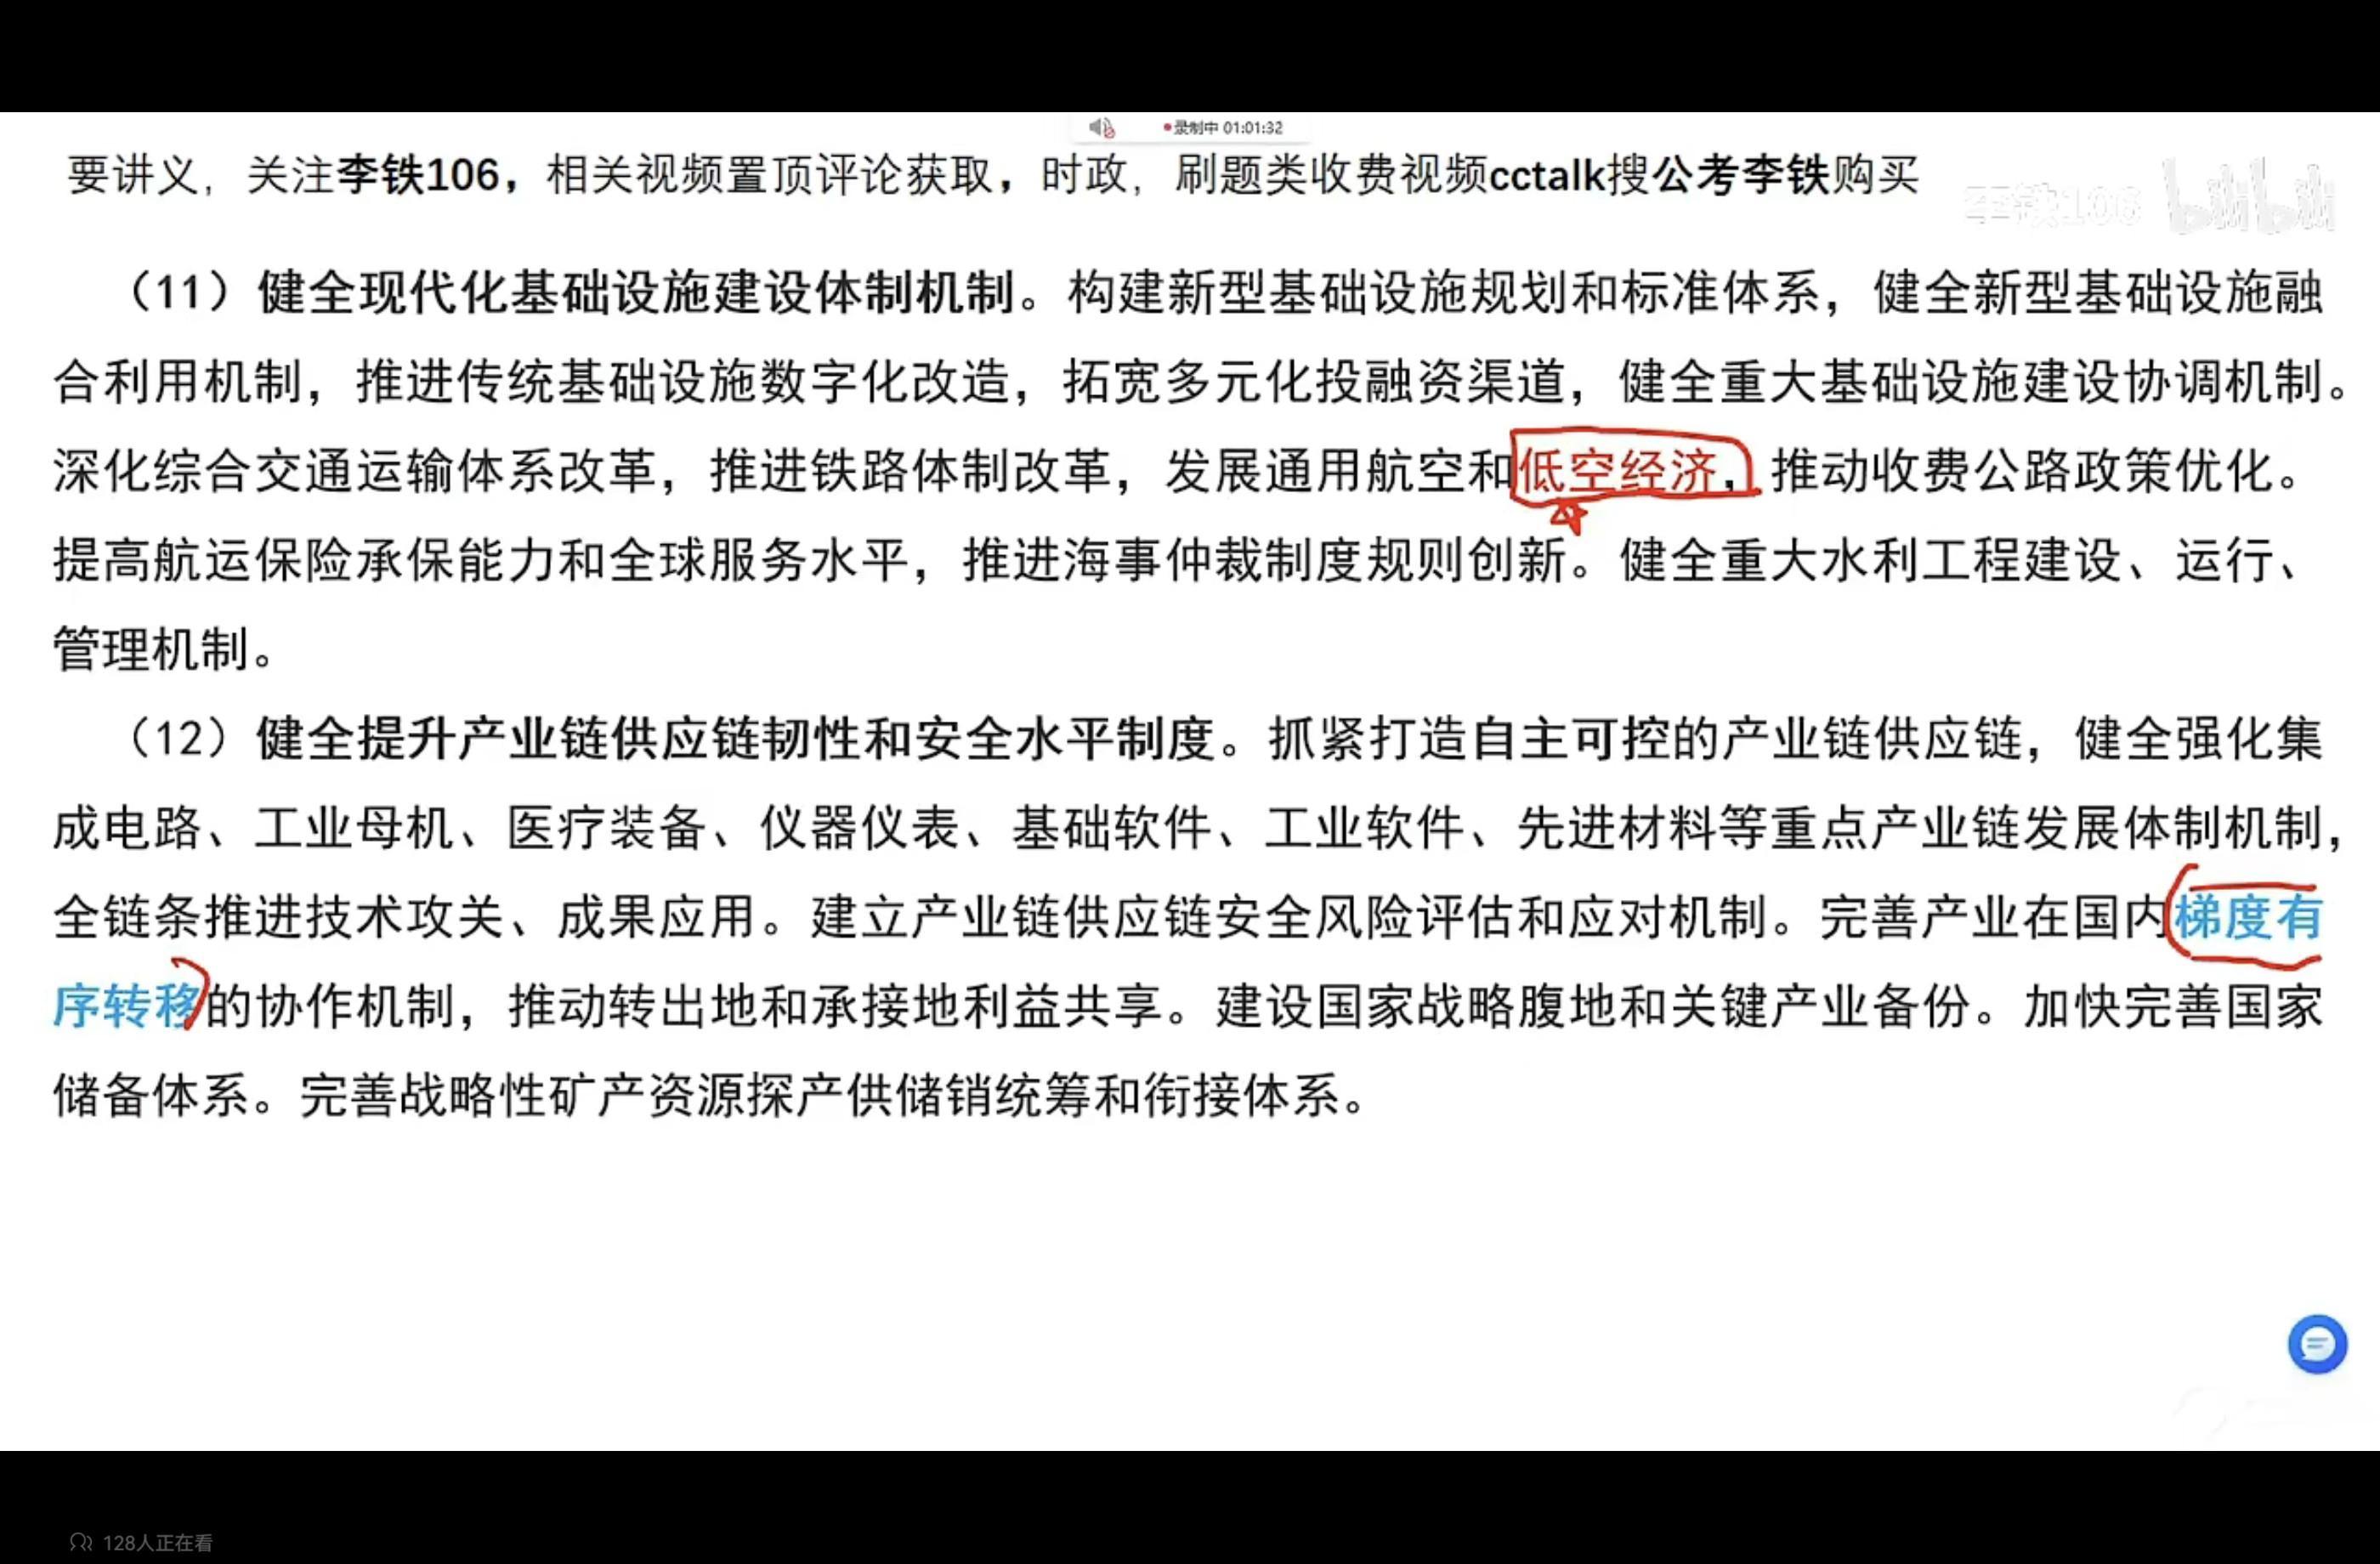 录制中 01:01:32
要讲义，关注李铁106，相关视频置顶评论获取，时政，刷题类收费视频cctalk搜公考李铁购买
李铁106 bilibili
（11）健全现代化基础设施建设体制机制。构建新型基础设施规划和标准体系，健全新型基础设施融
合利用机制，推进传统基础设施数字化改造，拓宽多元化投融资渠道，健全重大基础设施建设协调机制。
深化综合交通运输体系改革，推进铁路体制改革，发展通用航空和低空经济，推动收费公路政策优化。
提高航运保险承保能力和全球服务水平，推进海事仲裁制度规则创新。健全重大水利工程建设、运行、
管理机制。
（12）健全提升产业链供应链韧性和安全水平制度。抓紧打造自主可控的产业链供应链，健全强化集
成电路、工业母机、医疗装备、仪器仪表、基础软件、工业软件、先进材料等重点产业链发展体制机制，
全链条推进技术攻关、成果应用。建立产业链供应链安全风险评估和应对机制。完善产业在国内梯度有
序转移的协作机制，推动转出地和承接地利益共享。建设国家战略腹地和关键产业备份。加快完善国家
储备体系。完善战略性矿产资源探产供储销统筹和衔接体系。
128人正在看